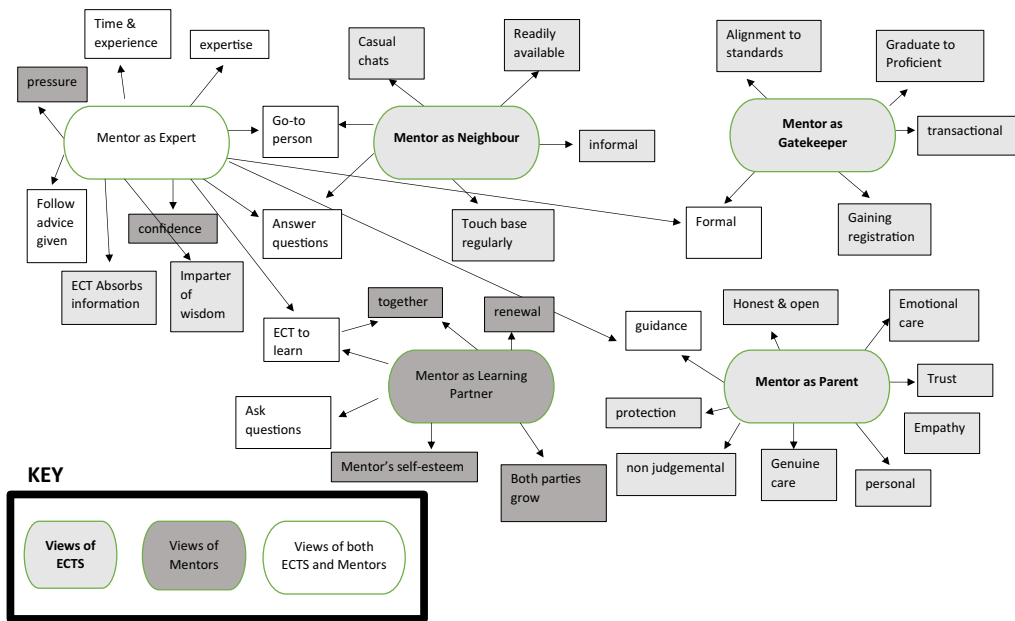 Time &
experience
expertise
pressure
Mentor as Expert
Follow
advice
given
ECT Absorbs
information
confidence
Imparter
of
wisdom
Casual
chats
Readily
available
Go-to
person
Mentor as Neighbour
informal
Answer
questions
Touch base
regularly
Alignment to
standards
Graduate to
Proficient
Mentor as
Gatekeeper
transactional
Formal
Gaining
registration
together
renewal
ECT to
learn
Mentor as Learning
Partner
Ask
questions
Mentor’s self-esteem
Both parties
grow
guidance
Honest & open
Emotional
care
Mentor as Parent
Trust
protection
Empathy
non judgemental
Genuine
care
personal
KEY
Views of
ECTS
Views of
Mentors
Views of both
ECTS and Mentors